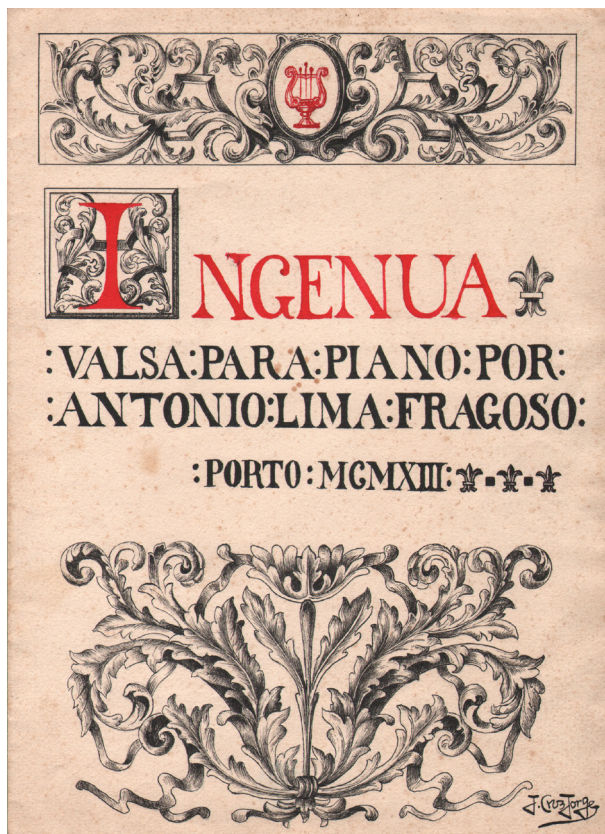 INGENUA
:VALSA:PARA:PIANO:POR:
:ANTONIO:LIMA:FRAGOSO:
:PORTO:MCMXIII:
J. Cruz Jorge